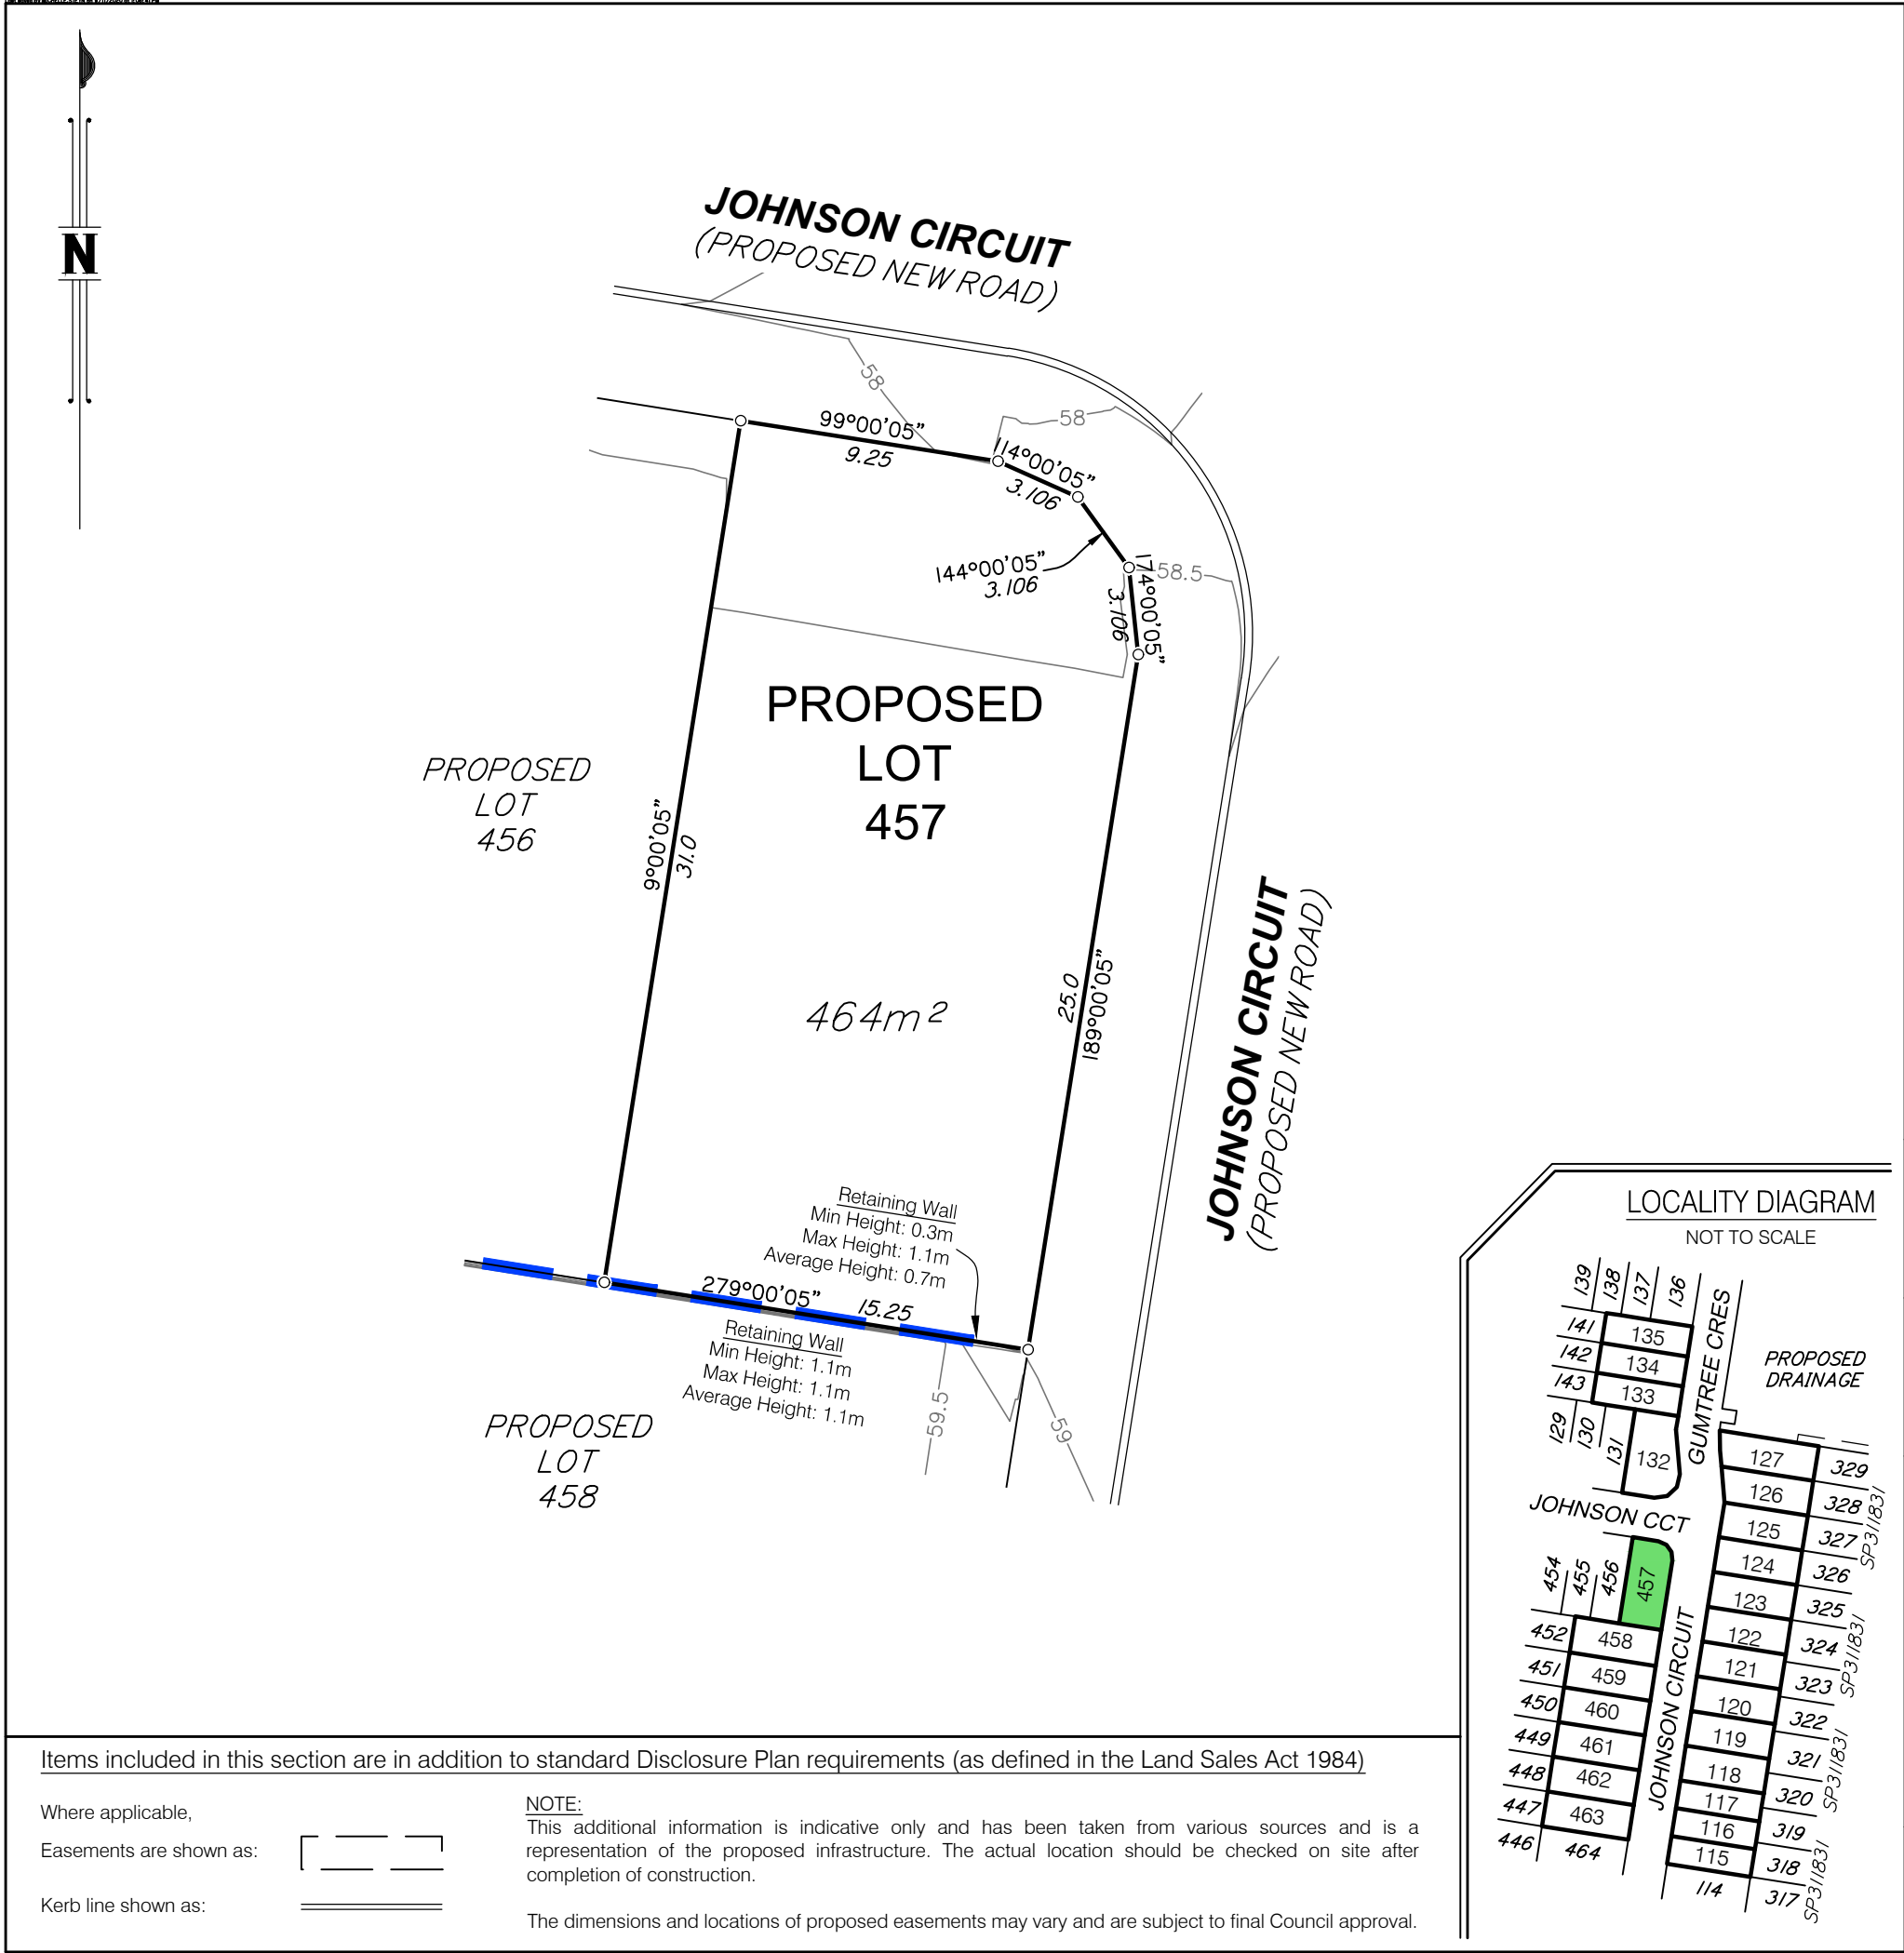 N
JOHNSON CIRCUIT
(PROPOSED NEW ROAD)
58
58
99°00'05"
9.25
114°00'05"
3.106
144°00'05"
3.106
174°00'05"
3.106
58.5
PROPOSED
LOT
457
PROPOSED
LOT
456
9°00'05"
31.0
464m²
25.0
189°00'05"
JOHNSON CIRCUIT
(PROPOSED NEW ROAD)
Retaining Wall
Min Height: 0.3m
Max Height: 1.1m
Average Height: 0.7m
279°00'05"
15.25
Retaining Wall
Min Height: 1.1m
Max Height: 1.1m
Average Height: 1.1m
59.5
59
PROPOSED
LOT
458
LOCALITY DIAGRAM
NOT TO SCALE
139
138
137
136
GUMTREE CRES
141
135
142
134
143
133
PROPOSED
DRAINAGE
129
130
131
132
127
329
126
328
125
327
SP311831
JOHNSON CCT
124
326
454
455
456
457
123
325
452
458
122
324
451
459
121
323
SP311831
450
460
120
322
449
461
119
321
448
462
118
320
SP311831
447
463
117
319
446
464
116
318
115
317
114
SP311831
JOHNSON CIRCUIT
Items included in this section are in addition to standard Disclosure Plan requirements (as defined in the Land Sales Act 1984)
Where applicable,
Easements are shown as:
Kerb line shown as:
NOTE:
This additional information is indicative only and has been taken from various sources and is a
representation of the proposed infrastructure. The actual location should be checked on site after
completion of construction.
The dimensions and locations of proposed easements may vary and are subject to final Council approval.